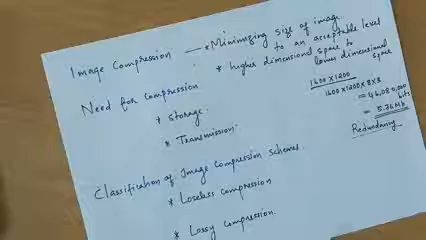 Image Compression — * Minimizing size of image
to an acceptable level
* higher dimensional space to
lower dimensional
space
Need for compression
* Storage.
* Transmission.
1600 x 1200
1600 x 1200 x 8 x 3
= 46,080,000
bits
= 5.76 Mb
Redundancy
Classification of Image Compression schemes.
* Loseless compression
* Lossy compression.